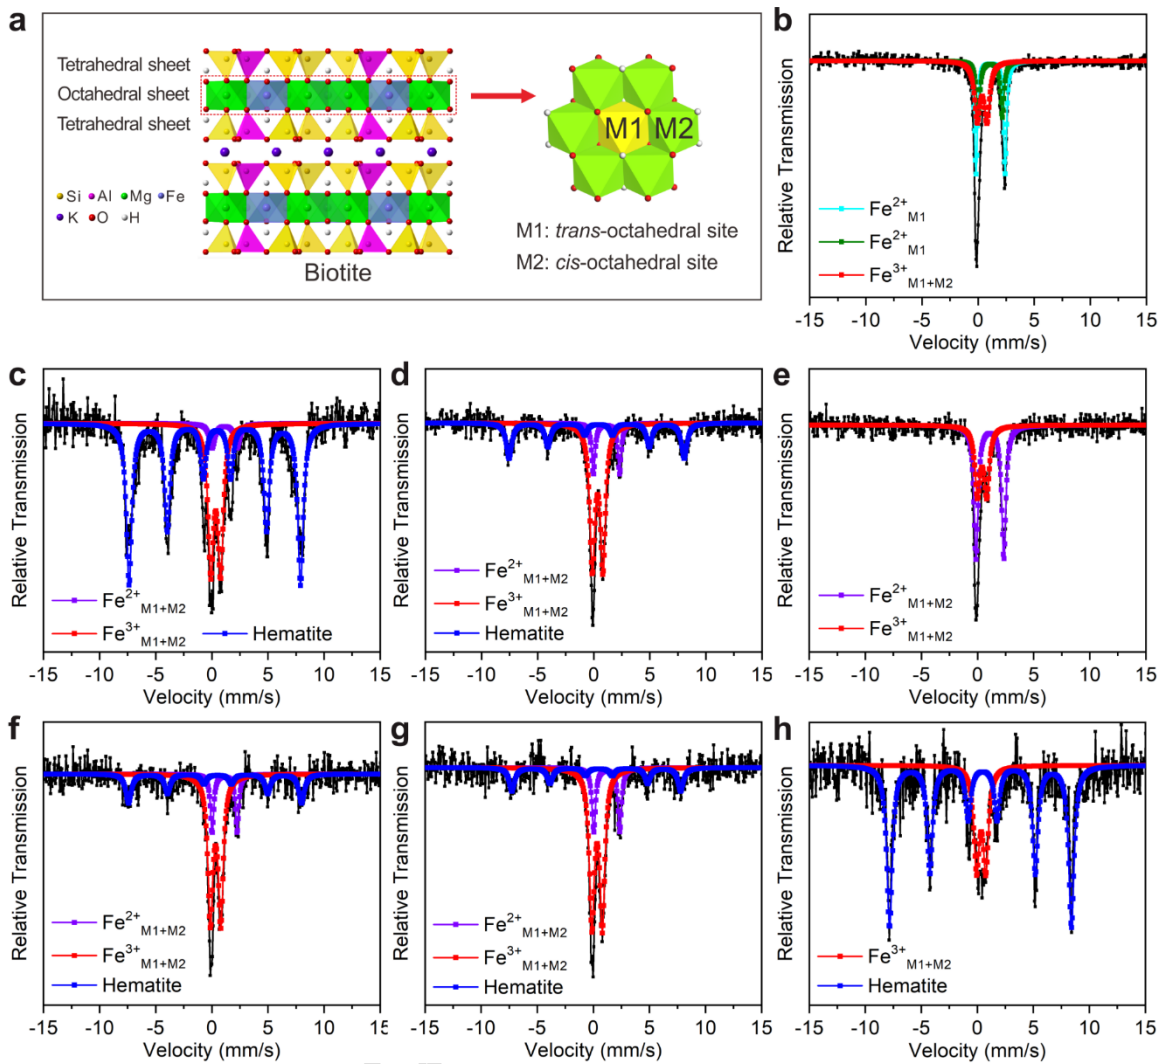 a
Tetrahedral sheet
Octahedral sheet
Tetrahedral sheet
Si Al Mg Fe
K O H
Biotite
M1 M2
M1: trans-octahedral site
M2: cis-octahedral site
b
Relative Transmission
Fe2+M1
Fe2+M1
Fe3+M1+M2
-15 -10 -5 0 5 10 15
Velocity (mm/s)
c
Relative Transmission
Fe2+M1+M2
Fe3+M1+M2 Hematite
-15 -10 -5 0 5 10 15
Velocity (mm/s)
d
Relative Transmission
Fe2+M1+M2
Fe3+M1+M2
Hematite
-15 -10 -5 0 5 10 15
Velocity (mm/s)
e
Relative Transmission
Fe2+M1+M2
Fe3+M1+M2
-15 -10 -5 0 5 10 15
Velocity (mm/s)
f
Relative Transmission
Fe2+M1+M2
Fe3+M1+M2
Hematite
-15 -10 -5 0 5 10 15
Velocity (mm/s)
g
Relative Transmission
Fe2+M1+M2
Fe3+M1+M2
Hematite
-15 -10 -5 0 5 10 15
Velocity (mm/s)
h
Relative Transmission
Fe3+M1+M2
Hematite
-15 -10 -5 0 5 10 15
Velocity (mm/s)